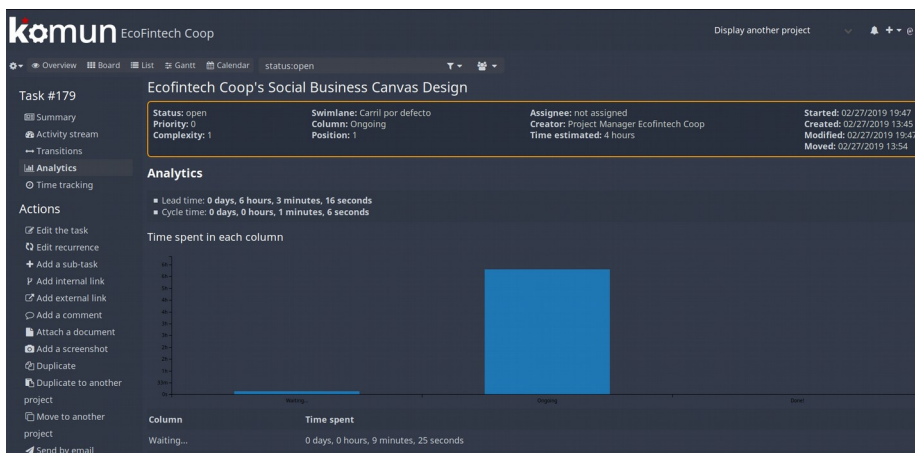 komun EcoFintech Coop
Display another project
Overview Board List Gantt Calendar status:open
Task #179
Summary
Activity stream
Transitions
Analytics
Time tracking
Actions
Edit the task
Edit recurrence
Add a sub-task
Add internal link
Add external link
Add a comment
Attach a document
Add a screenshot
Duplicate
Duplicate to another
project
Move to another
project
Send by email
Ecofintech Coop's Social Business Canvas Design
Status: open
Priority: 0
Complexity: 1
Swimlane: Carril por defecto
Column: Ongoing
Position: 1
Assignee: not assigned
Creator: Project Manager Ecofintech Coop
Time estimated: 4 hours
Started: 02/27/2019 19:47
Created: 02/27/2019 13:45
Modified: 02/27/2019 19:47
Moved: 02/27/2019 13:54
Analytics
Lead time: 0 days, 6 hours, 3 minutes, 16 seconds
Cycle time: 0 days, 0 hours, 1 minutes, 6 seconds
Time spent in each column
Waiting... Ongoing Done!
Column Time spent
Waiting... 0 days, 0 hours, 9 minutes, 25 seconds